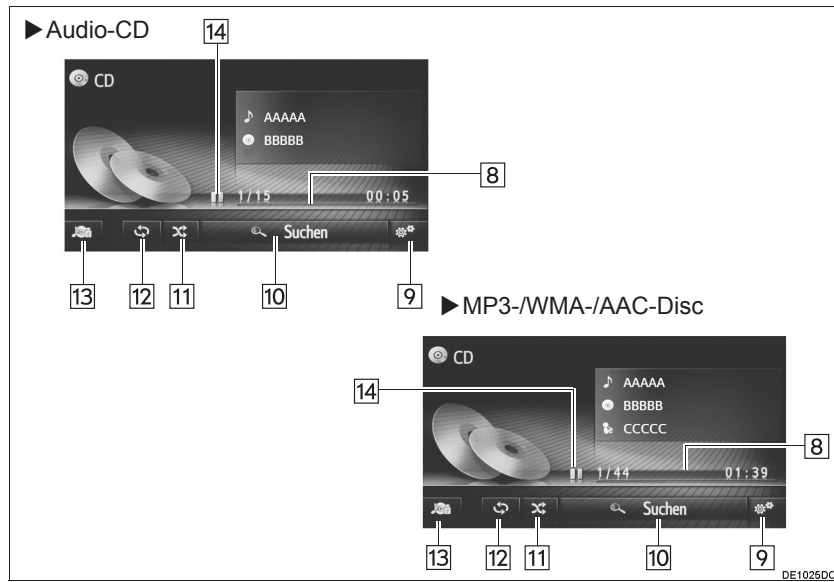 ▶Audio-CD
14
CD
AAAAA
BBBBB
8
1/15 00:05
Suchen
13 12 11 10 9
▶MP3-/WMA-/AAC-Disc
CD
14
AAAAA
BBBBB
CCCCC
8
1/44 01:39
Suchen
13 12 11 10 9
DE1025DC